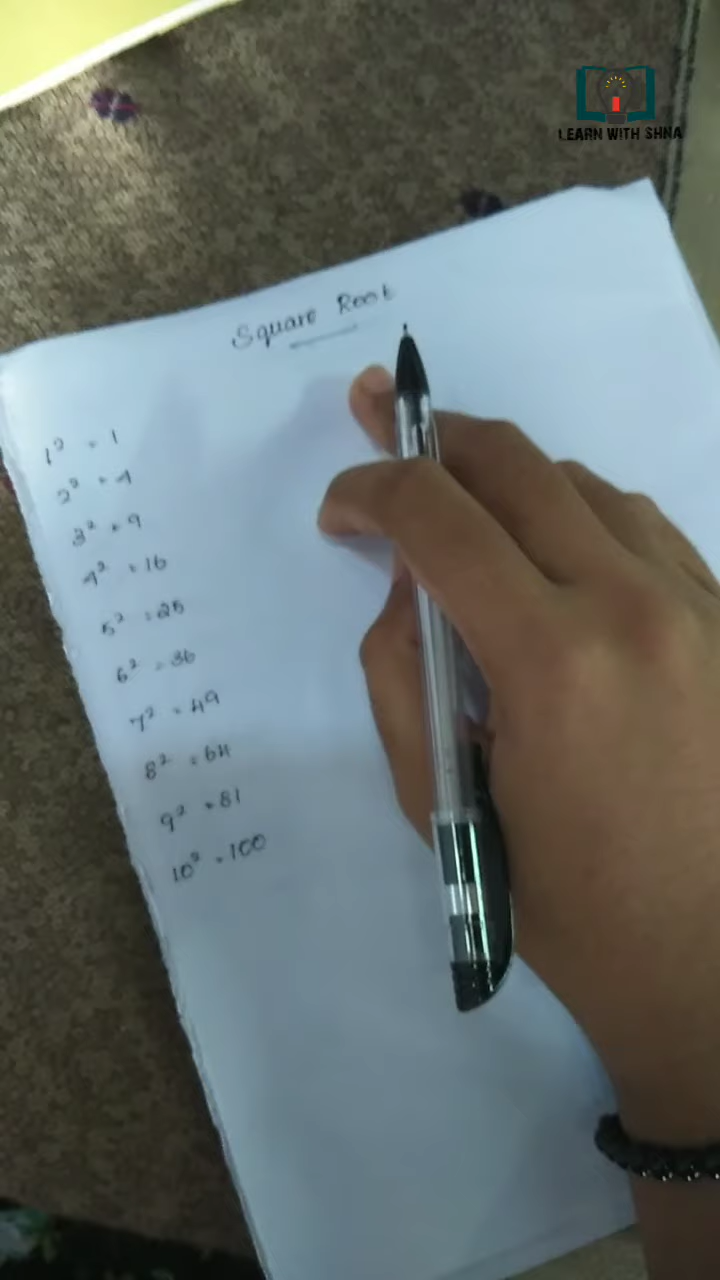 LEARN WITH SHNA
Square Root
1² = 1
2² = 4
3² = 9
4² = 16
5² = 25
6² = 36
7² = 49
8² = 64
9² = 81
10² = 100